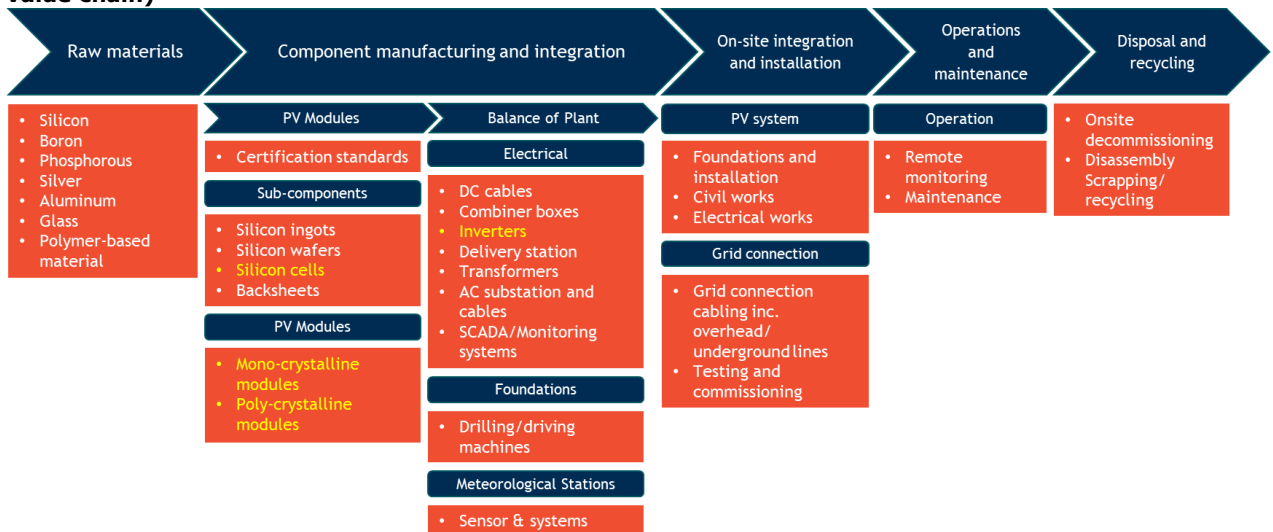 value chain)
Raw materials
Component manufacturing and integration
On-site integration
and installation
Operations
and
maintenance
Disposal and
recycling
• Silicon
• Boron
• Phosphorous
• Silver
• Aluminum
• Glass
• Polymer-based
material
PV Modules
• Certification standards
Sub-components
• Silicon ingots
• Silicon wafers
• Silicon cells
• Backsheets
PV Modules
• Mono-crystalline
modules
• Poly-crystalline
modules
Balance of Plant
Electrical
• DC cables
• Combiner boxes
• Inverters
• Delivery station
• Transformers
• AC substation and
cables
• SCADA/Monitoring
systems
Foundations
• Drilling/driving
machines
Meteorological Stations
• Sensor & systems
PV system
• Foundations and
installation
• Civil works
• Electrical works
Grid connection
• Grid connection
cabling inc.
overhead/
underground lines
• Testing and
commissioning
Operation
• Remote
monitoring
• Maintenance
• Onsite
decommissioning
• Disassembly
Scrapping/
recycling